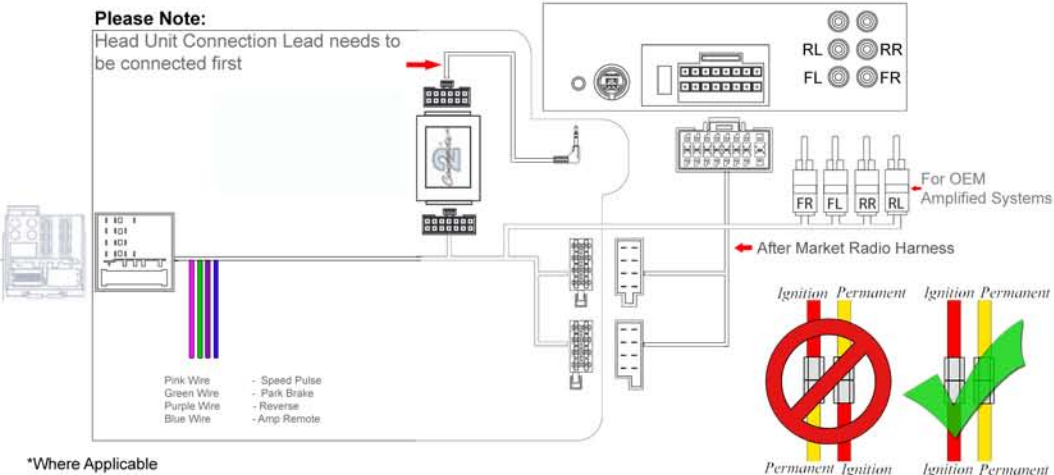 Please Note:
Head Unit Connection Lead needs to
be connected first
RL RR
FL FR
FR FL RR RL
For OEM
Amplified Systems
After Market Radio Harness
Ignition Permanent Ignition Permanent
Pink Wire - Speed Pulse
Green Wire - Park Brake
Purple Wire - Reverse
Blue Wire - Amp Remote
Permanent Ignition Ignition Permanent
*Where Applicable